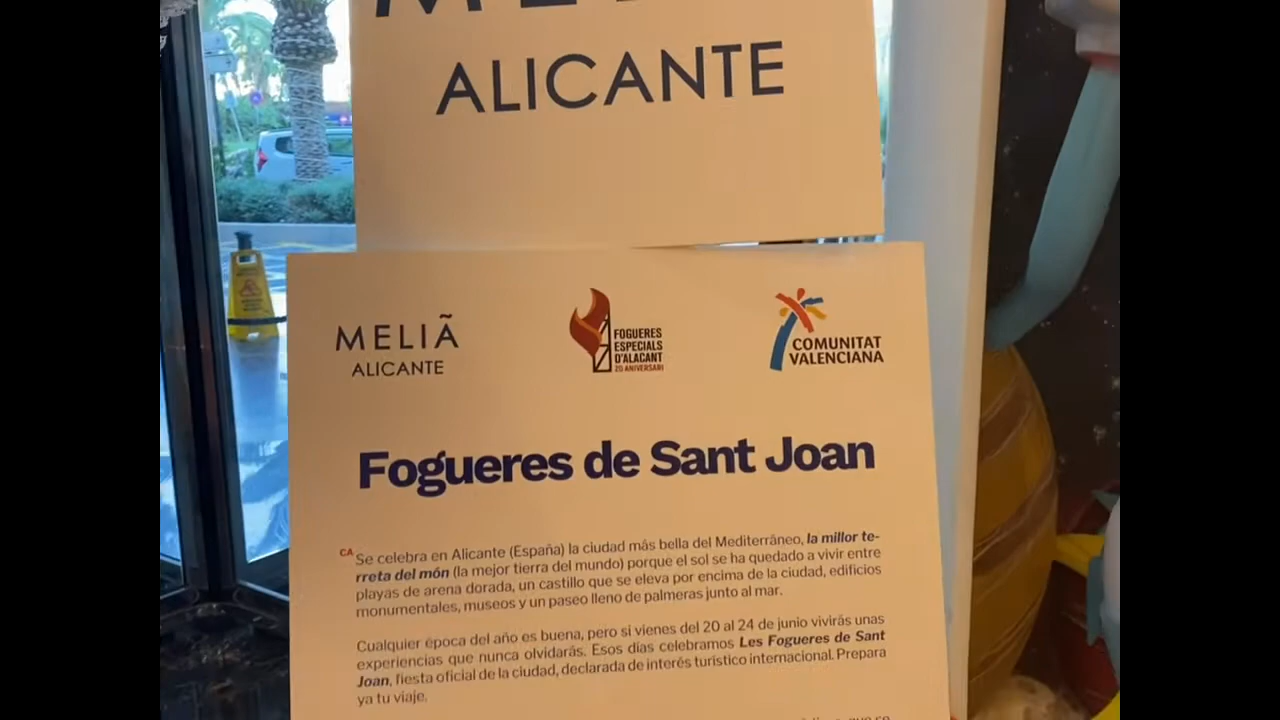 ALICANTE
MELIÃ
ALICANTE
FOGUERES
ESPECIALS
D'ALACANT
20 ANIVERSARI
COMUNITAT
VALENCIANA
Fogueres de Sant Joan
CA
Se celebra en Alicante (España) la ciudad más bella del Mediterrâneo, la millor te-
rreta del món (la mejor tierra del mundo) porque el sol se ha quedado a vivir entre
playas de arena dorada, un castillo que se eleva por encima de la ciudad, edificios
monumentales, museos y un paseo lleno de palmeras junto al mar.
Cualquier época del año es buena, pero si vienes del 20 al 24 de junio vivirás unas
experiencias que nunca olvidarás. Esos días celebramos Les Fogueres de Sant
Joan, fiesta oficial de la ciudad, declarada de interés turístico internacional. Prepara
ya tu viaje.